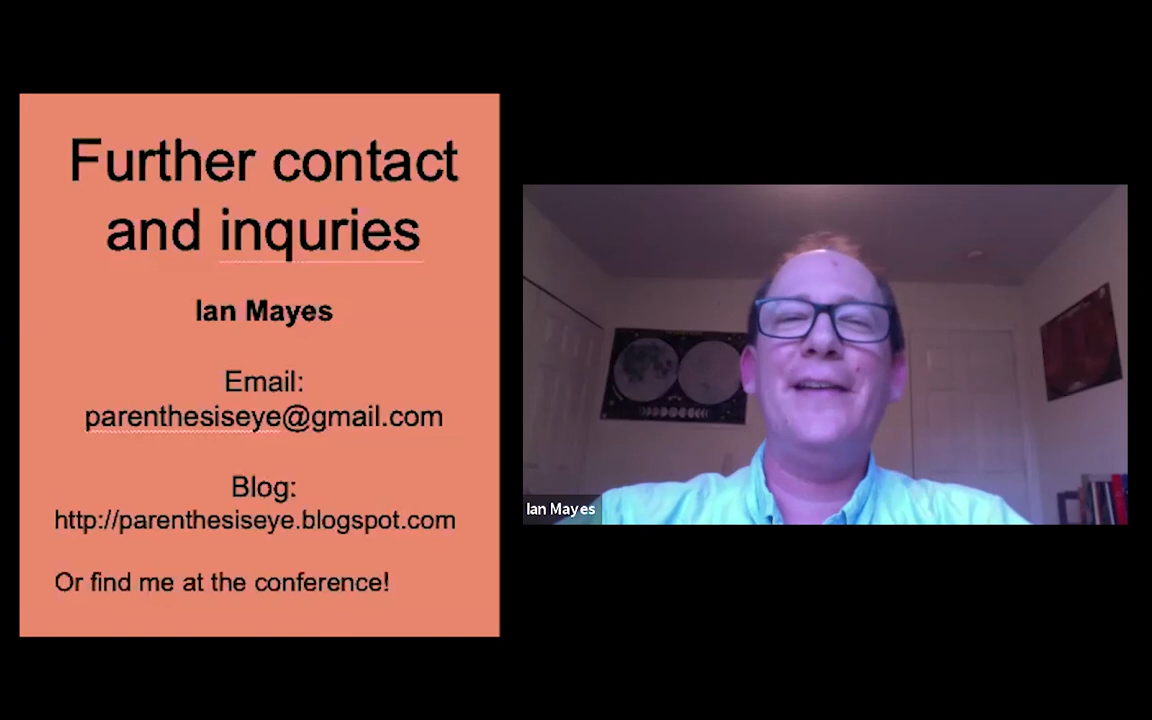 Further contact
and inquries
Ian Mayes
Email:
parenthesiseye@gmail.com
Blog:
http://parenthesiseye.blogspot.com
Or find me at the conference!
Ian Mayes